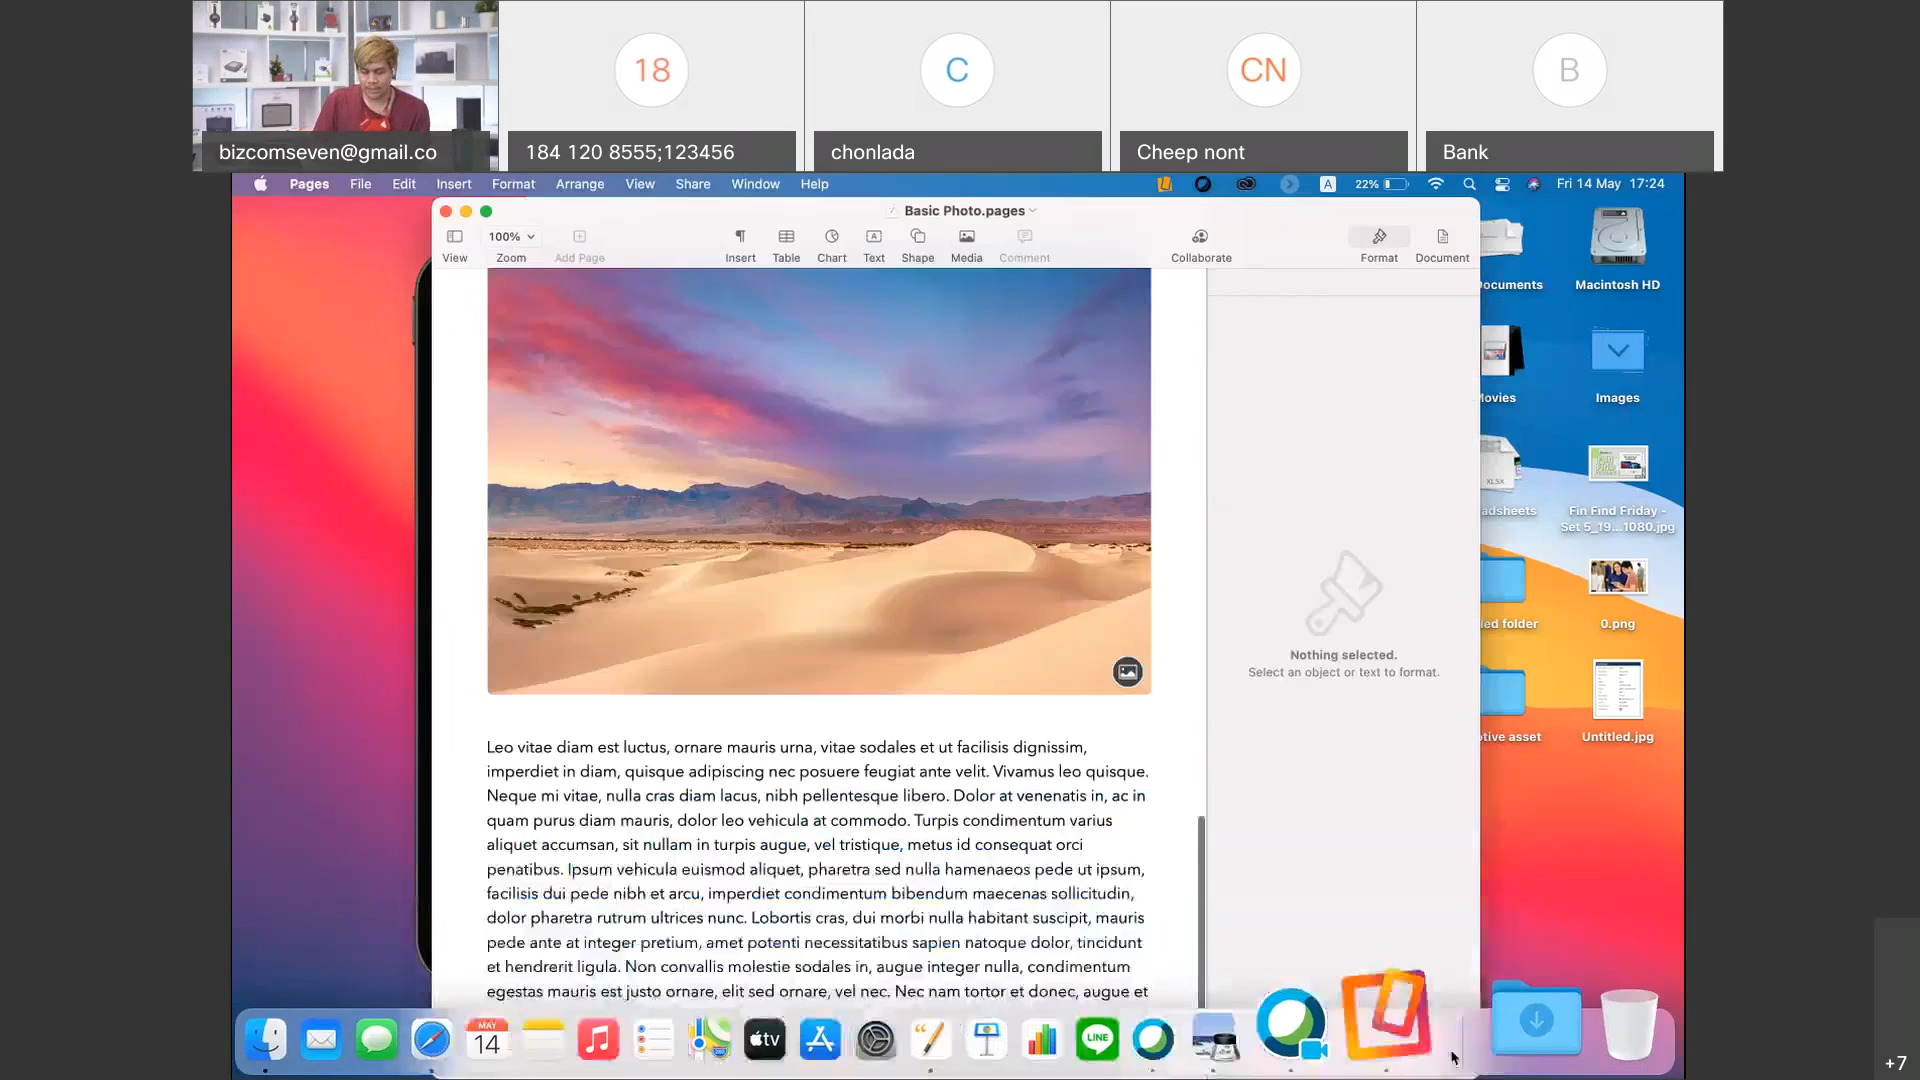 18
C
CN
B
bizcomseven@gmail.co
184 120 8555;123456
chonlada
Cheep nont
Bank
Pages File Edit Insert Format Arrange View Share Window Help
A 22% Fri 14 May 17:24
Basic Photo.pages
100%
View Zoom Add Page Insert Table Chart Text Shape Media Comment Collaborate Format Document
ocuments
Macintosh HD
ovies
Images
XLSX
adsheets
Fin Find Friday -
Set 5_19...1080.jpg
ed folder
0.png
tive asset
Untitled.jpg
Nothing selected.
Select an object or text to format.
Leo vitae diam est luctus, ornare mauris urna, vitae sodales et ut facilisis dignissim,
imperdiet in diam, quisque adipiscing nec posuere feugiat ante velit. Vivamus leo quisque.
Neque mi vitae, nulla cras diam lacus, nibh pellentesque libero. Dolor at venenatis in, ac in
quam purus diam mauris, dolor leo vehicula at commodo. Turpis condimentum varius
aliquet accumsan, sit nullam in turpis augue, vel tristique, metus id consequat orci
penatibus. Ipsum vehicula euismod aliquet, pharetra sed nulla hamenaeos pede ut ipsum,
facilisis dui pede nibh et arcu, imperdiet condimentum bibendum maecenas sollicitudin,
dolor pharetra rutrum ultrices nunc. Lobortis cras, dui morbi nulla habitant suscipit, mauris
pede ante at integer pretium, amet potenti necessitatibus sapien natoque dolor, tincidunt
et hendrerit ligula. Non convallis molestie sodales in, augue integer nulla, condimentum
egestas mauris est justo ornare, elit sed ornare, vel nec. Nec nam tortor et donec, augue et
MAY
14
tv
LINE
+7